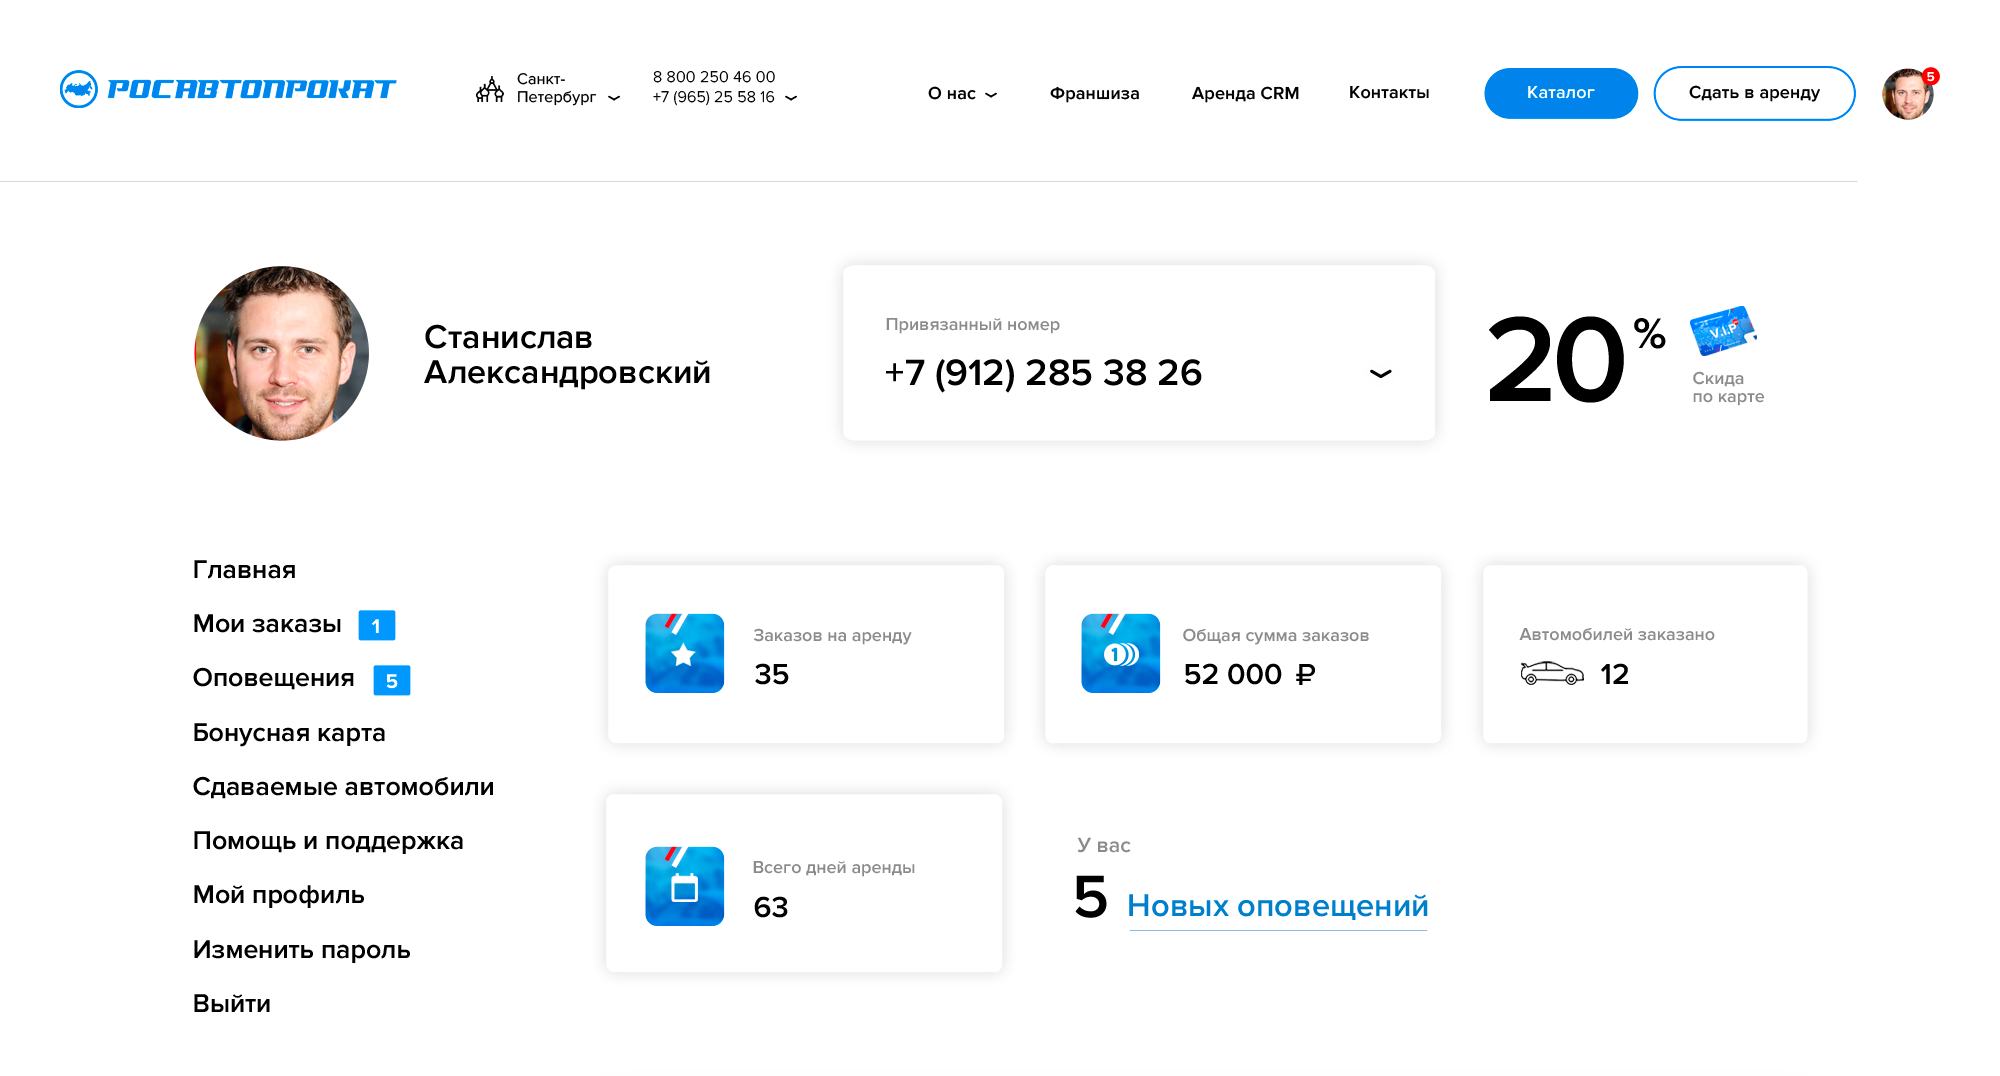 РОСАВТОПРОКАТ
Санкт-
Петербург
8 800 250 46 00
+7 (965) 25 58 16
О нас
Франшиза
Аренда CRM
Контакты
Каталог
Сдать в аренду
5
Станислав
Александровский
Привязанный номер
+7 (912) 285 38 26
20 %
V.I.P
Скида
по карте
Главная
Мои заказы 1
Оповещения 5
Бонусная карта
Сдаваемые автомобили
Помощь и поддержка
Мой профиль
Изменить пароль
Выйти
Заказов на аренду
35
Общая сумма заказов
1
52 000 ₽
Автомобилей заказано
12
Всего дней аренды
63
У вас
5 Новых оповещений